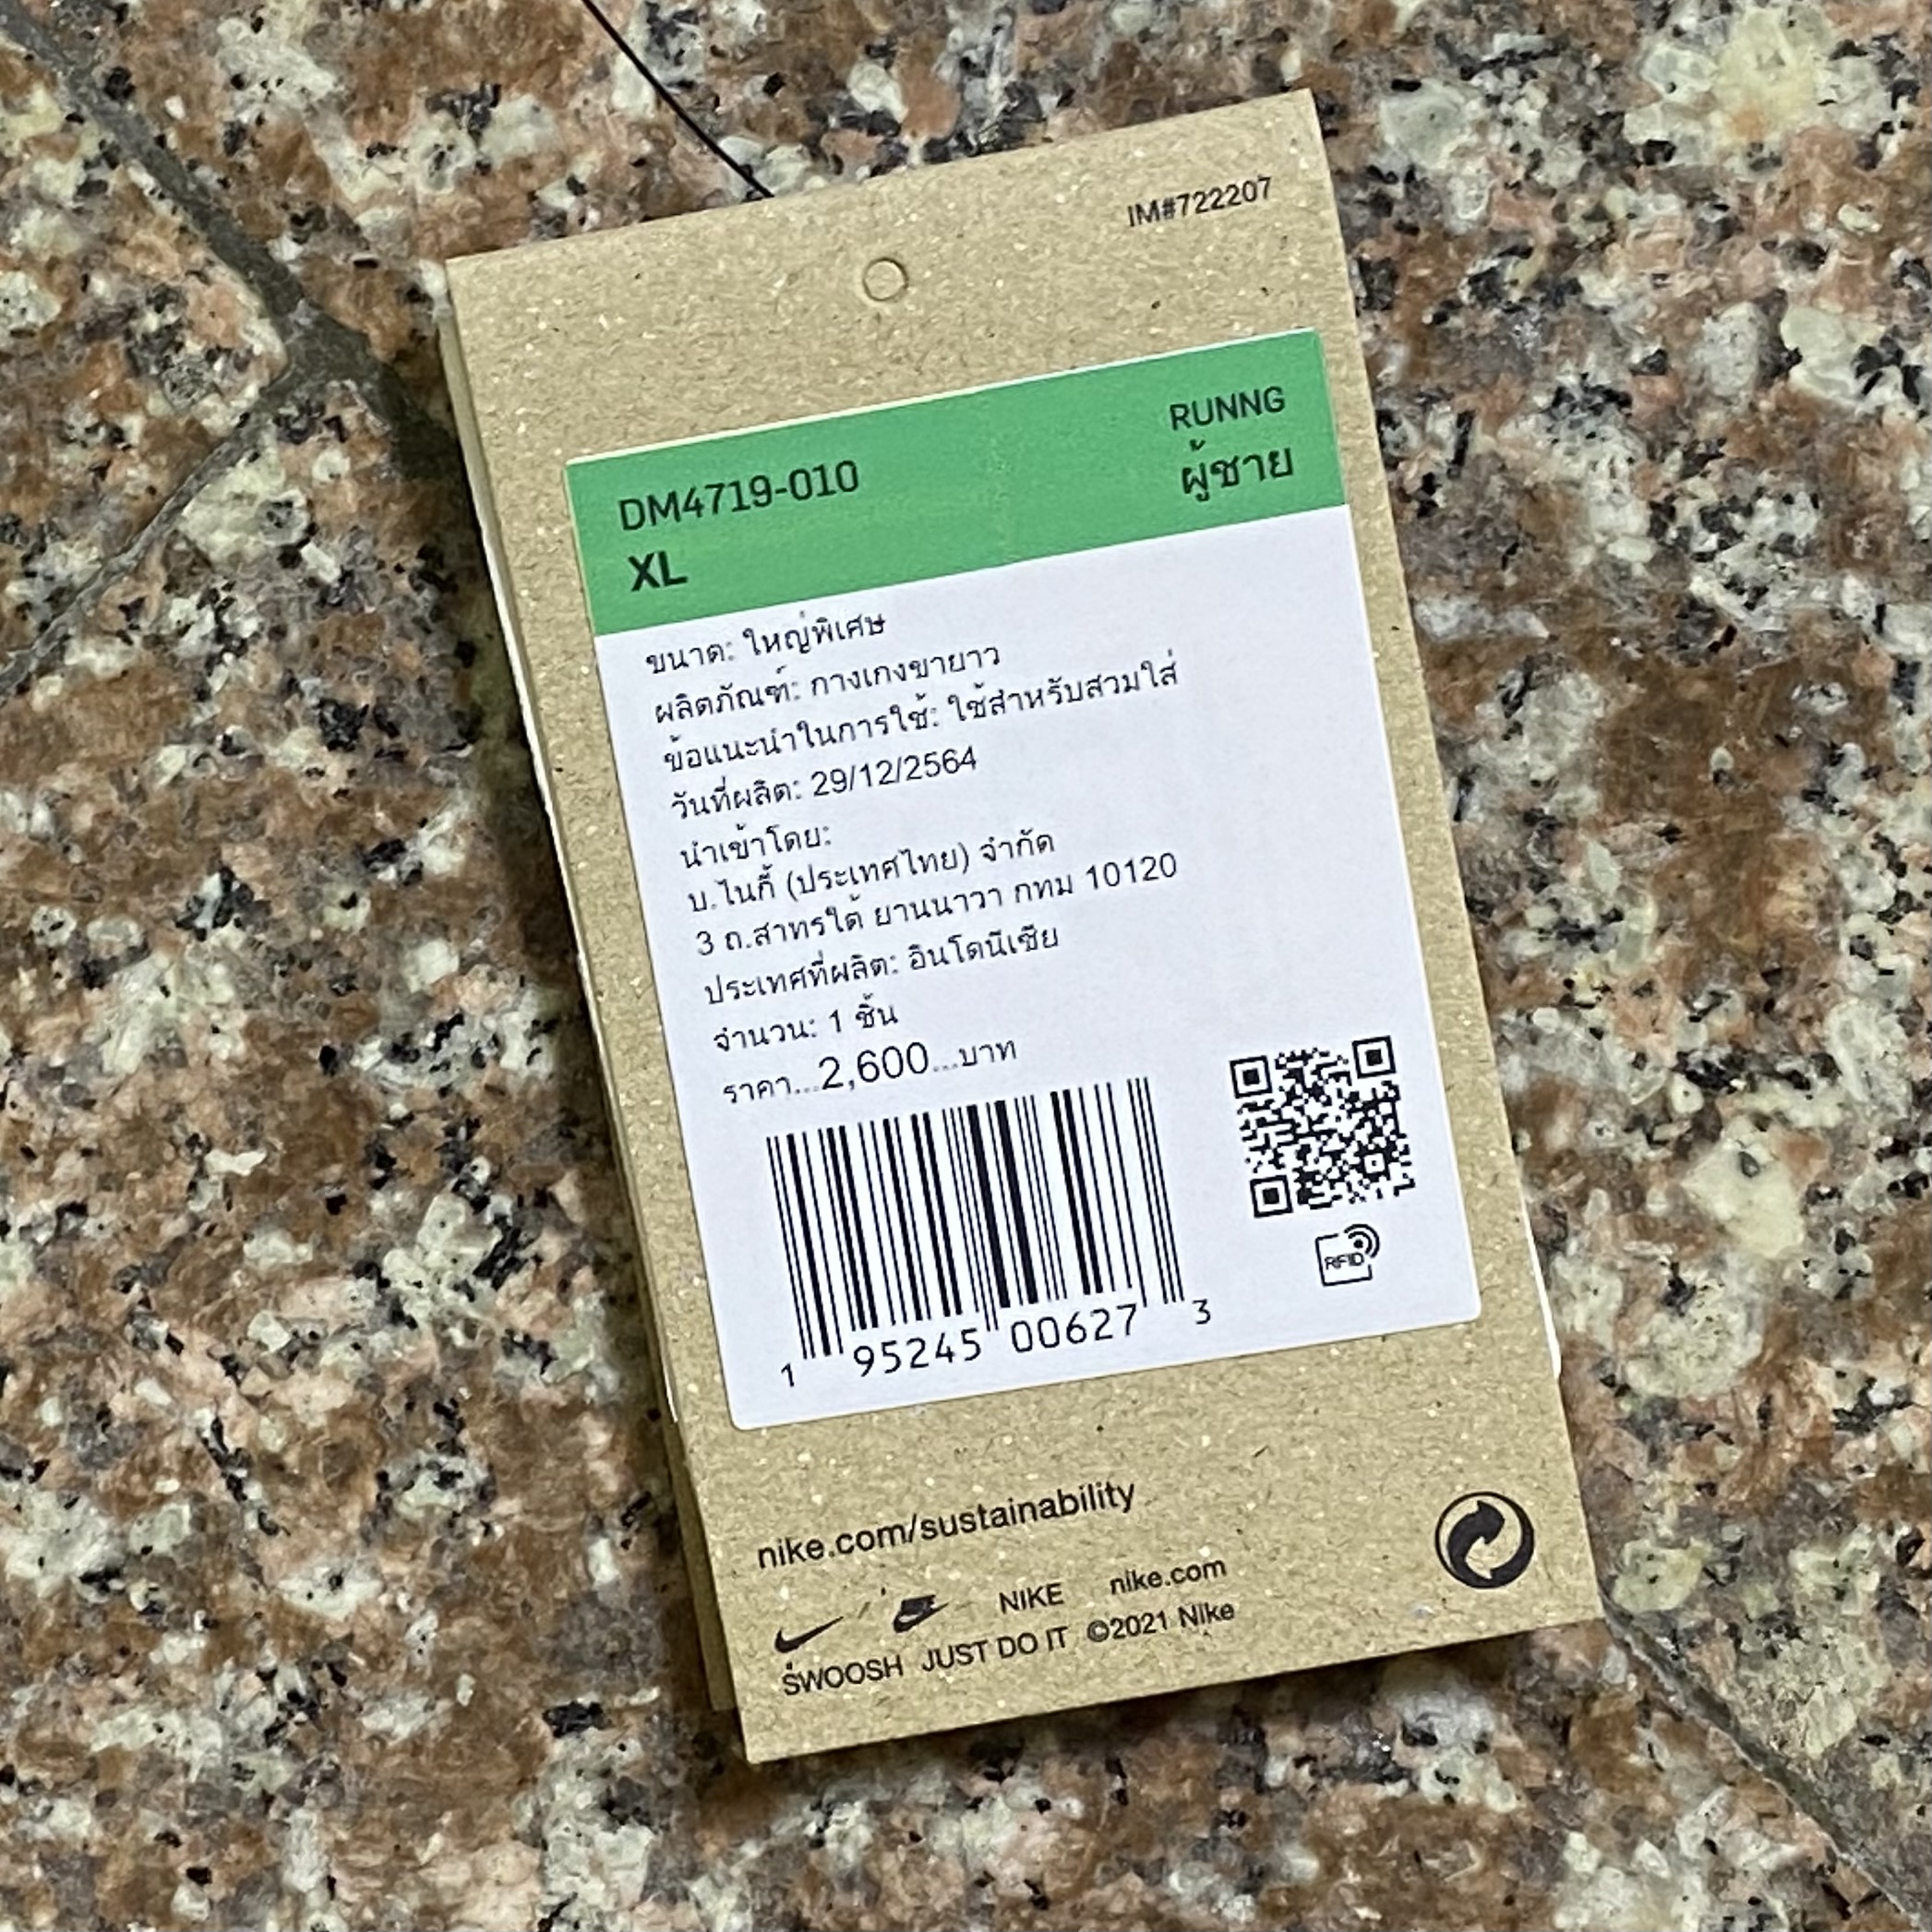 IM#722207
RUNNG
DM4719-010 ผู้ชาย
XL
ขนาด: ใหญ่พิเศษ
ผลิตภัณฑ์: กางเกงขายาว
ข้อแนะนำในการใช้: ใช้สำหรับสวมใส่
วันที่ผลิต: 29/12/2564
นำเข้าโดย:
บ.ไนกี้ (ประเทศไทย) จำกัด
3 ถ.สาทรใต้ ยานนาวา กทม 10120
ประเทศที่ผลิต: อินโดนีเซีย
จำนวน: 1 ชิ้น
ราคา...2,600...บาท
1 95245 00627 3
RFID
nike.com/sustainability
NIKE nike.com
SWOOSH JUST DO IT ©2021 Nike